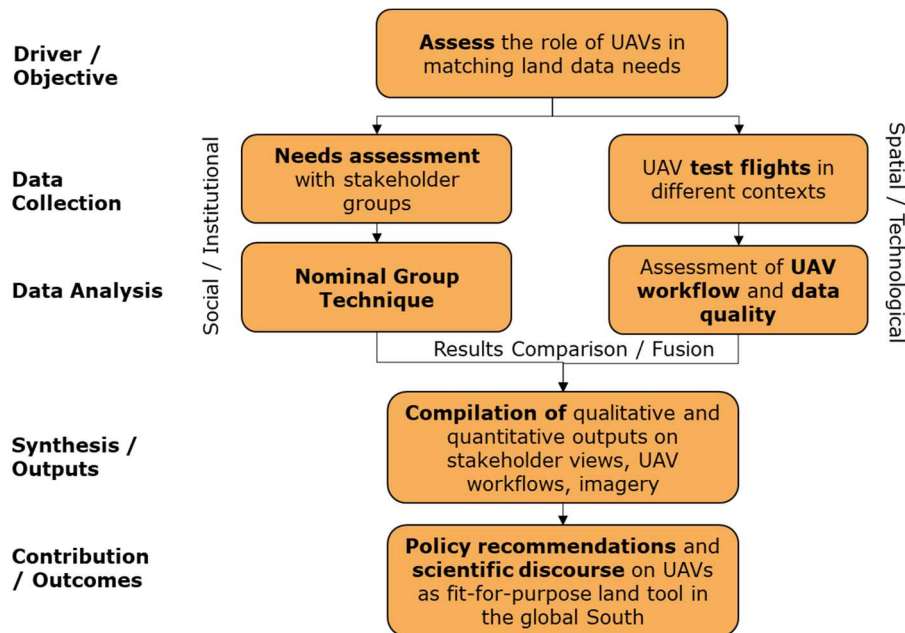 Driver /
Objective
Assess the role of UAVs in
matching land data needs
Social / Institutional
Spatial / Technological
Data
Collection
Needs assessment
with stakeholder
groups
UAV test flights in
different contexts
Data Analysis
Nominal Group
Technique
Assessment of UAV
workflow and data
quality
Results Comparison / Fusion
Synthesis /
Outputs
Compilation of qualitative and
quantitative outputs on
stakeholder views, UAV
workflows, imagery
Contribution
/ Outcomes
Policy recommendations and
scientific discourse on UAVs
as fit-for-purpose land tool in
the global South